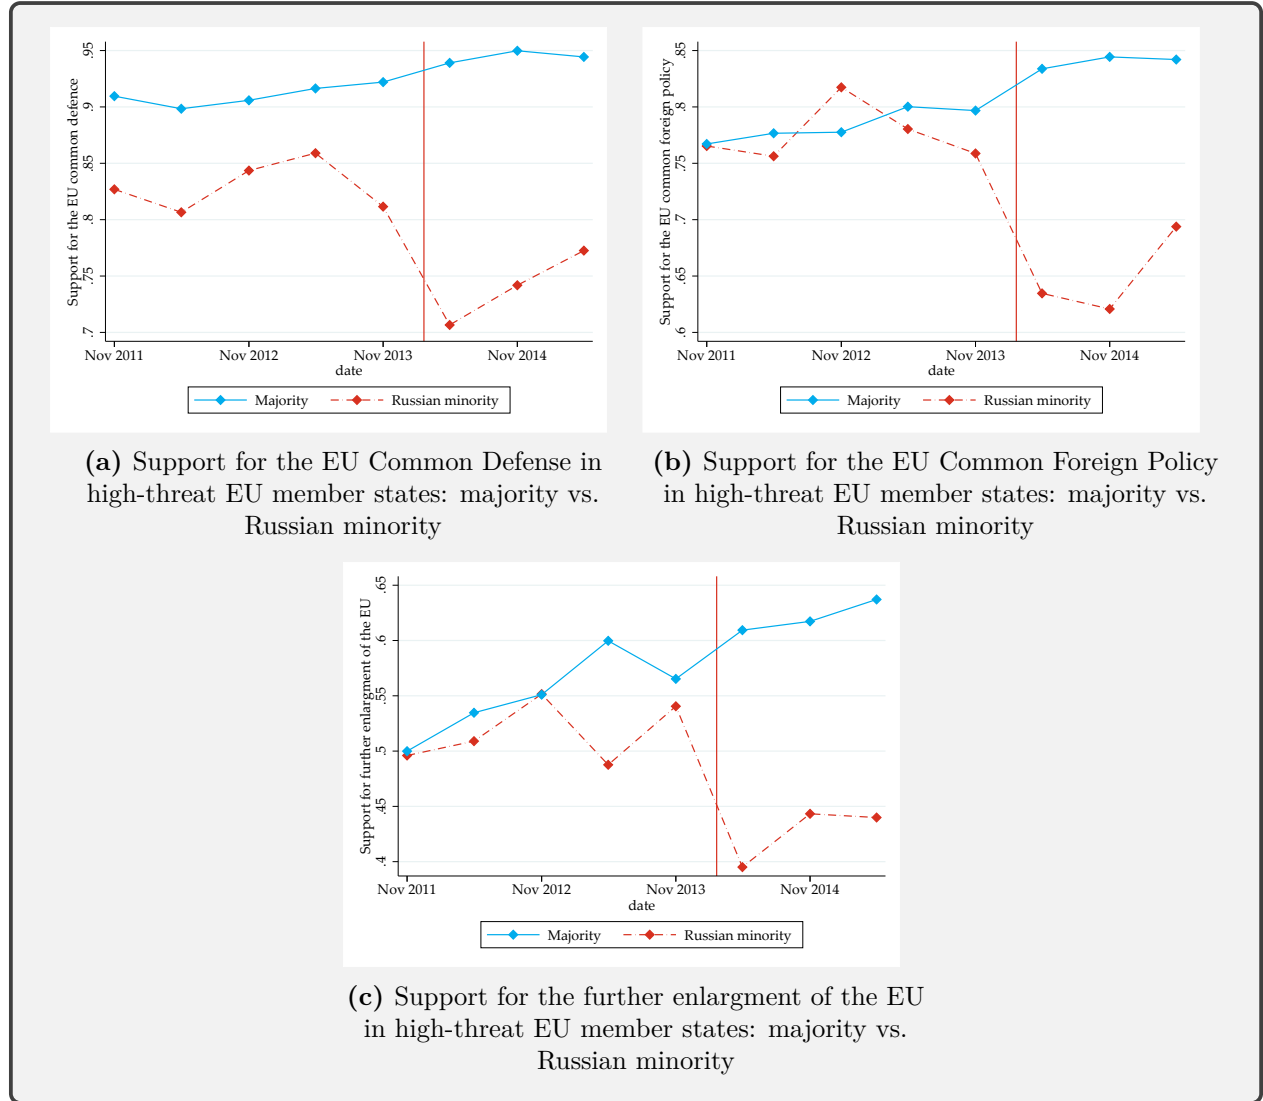 Support for the EU common defence
.95
.9
.85
.8
.75
.7
Nov 2011 Nov 2012 Nov 2013 Nov 2014
date
Majority Russian minority
(a) Support for the EU Common Defense in
high-threat EU member states: majority vs.
Russian minority
Support for the EU common foreign policy
.85
.8
.75
.7
.65
.6
Nov 2011 Nov 2012 Nov 2013 Nov 2014
date
Majority Russian minority
(b) Support for the EU Common Foreign Policy
in high-threat EU member states: majority vs.
Russian minority
Support for further enlargment of the EU
.65
.6
.55
.5
.45
.4
Nov 2011 Nov 2012 Nov 2013 Nov 2014
date
Majority Russian minority
(c) Support for the further enlargment of the EU
in high-threat EU member states: majority vs.
Russian minority